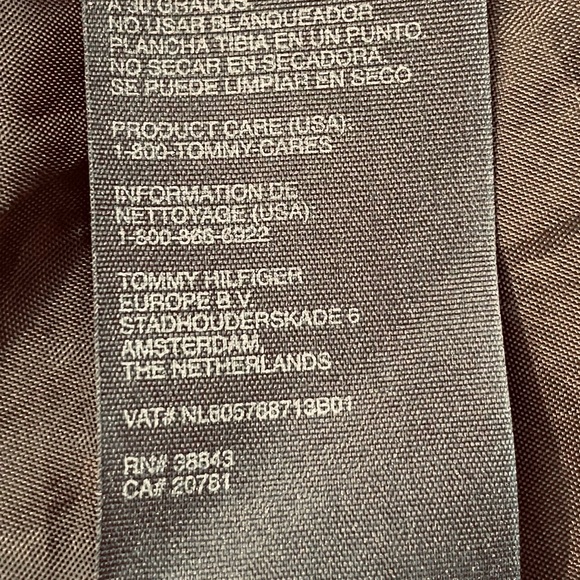 NO USAR BLANQUEADOR.
PLANCHA TIBIA EN UN PUNTO.
NO SECAR EN SECADORA.
SE PUEDE LIMPIAR EN SECO
PRODUCT CARE (USA):
1-800-TOMMY-CARES
INFORMATION DE
NETTOYAGE (USA):
1-800-866-6922
TOMMY HILFIGER
EUROPE B.V.
STADHOUDERSKADE 6
AMSTERDAM
THE NETHERLANDS
VAT# NL805768713B01
RN# 38843
CA# 20781